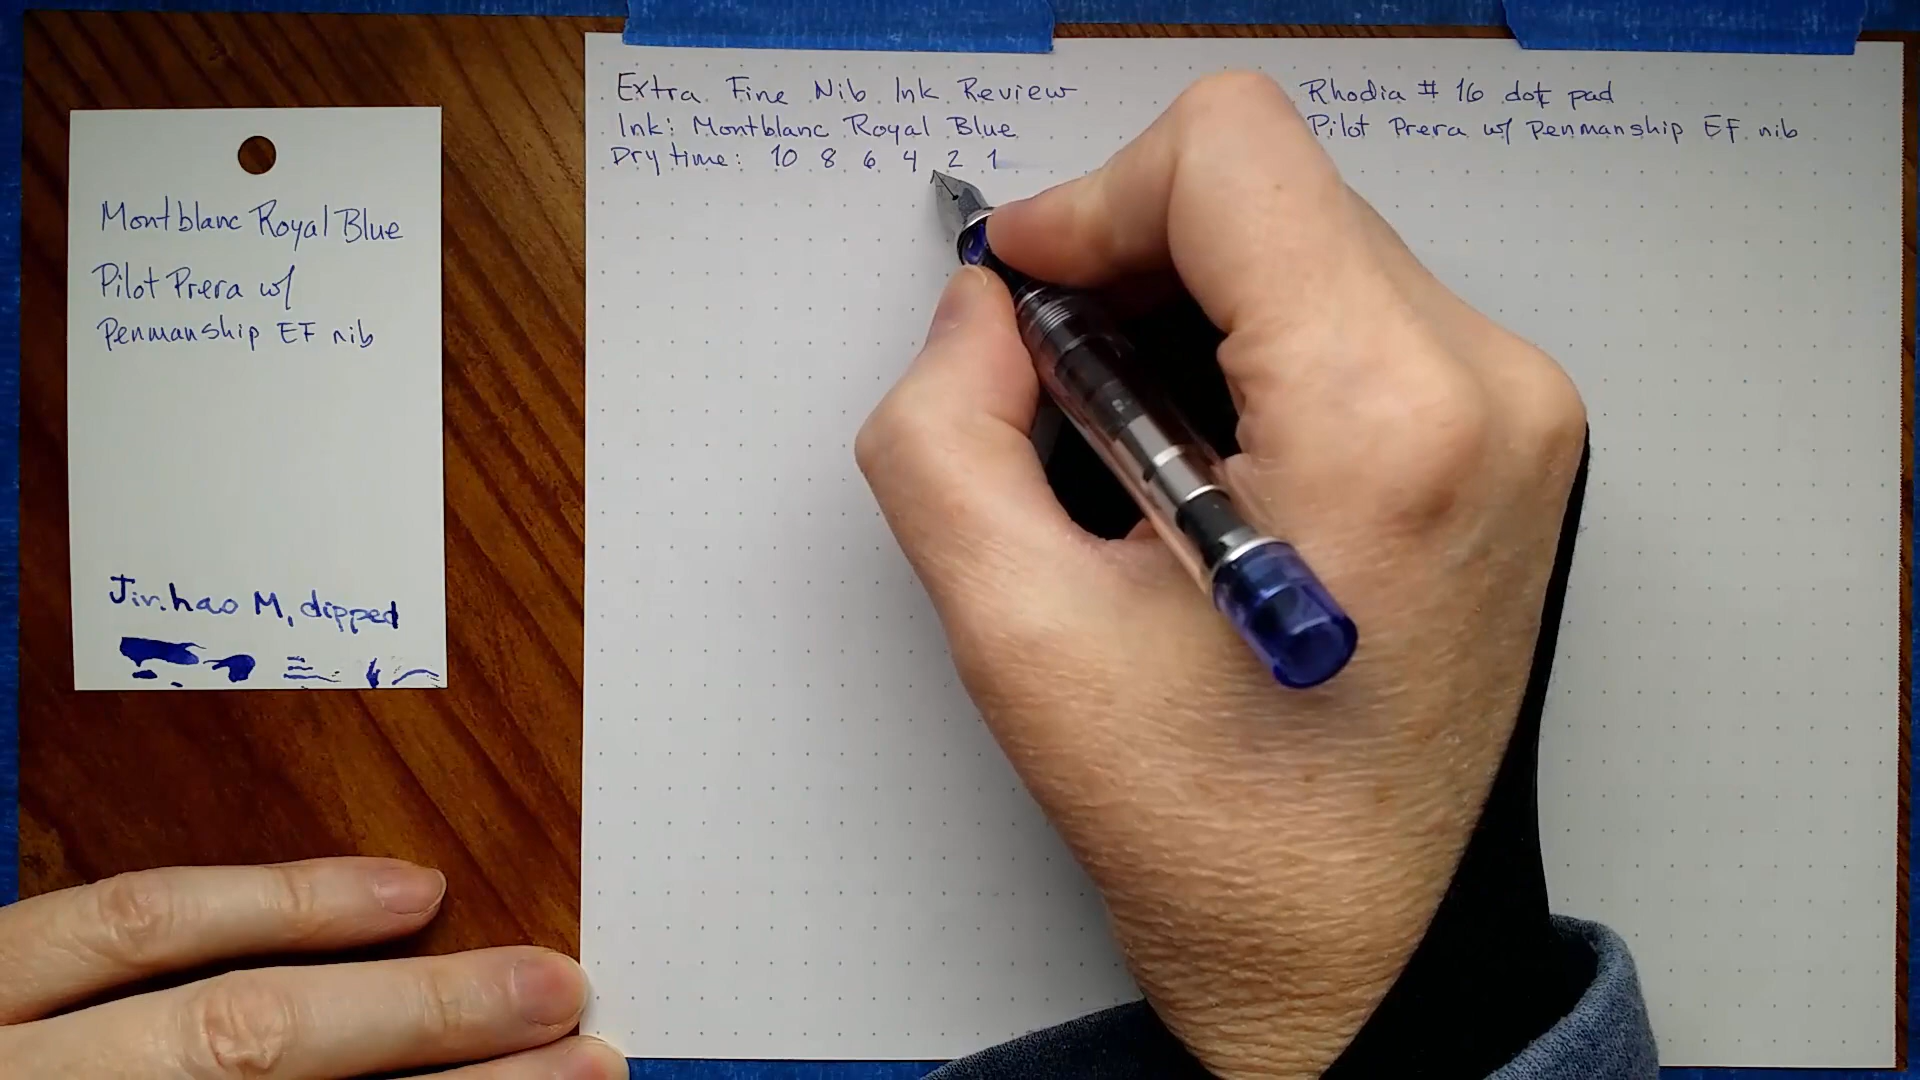 Extra Fine Nib Ink Review
Ink: Montblanc Royal Blue
Dry time: 10 8 6 4 2 1
Rhodia # 16 dot pad
Pilot Prera w/ Penmanship EF nib
Montblanc Royal Blue
Pilot Prera w/
Penmanship EF nib
Jinhao M, dipped